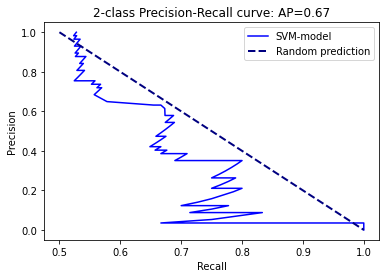 2-class Precision-Recall curve: AP=0.67
SVM-model
Random prediction
Precision
1.0
0.8
0.6
0.4
0.2
0.0
0.5 0.6 0.7 0.8 0.9 1.0
Recall